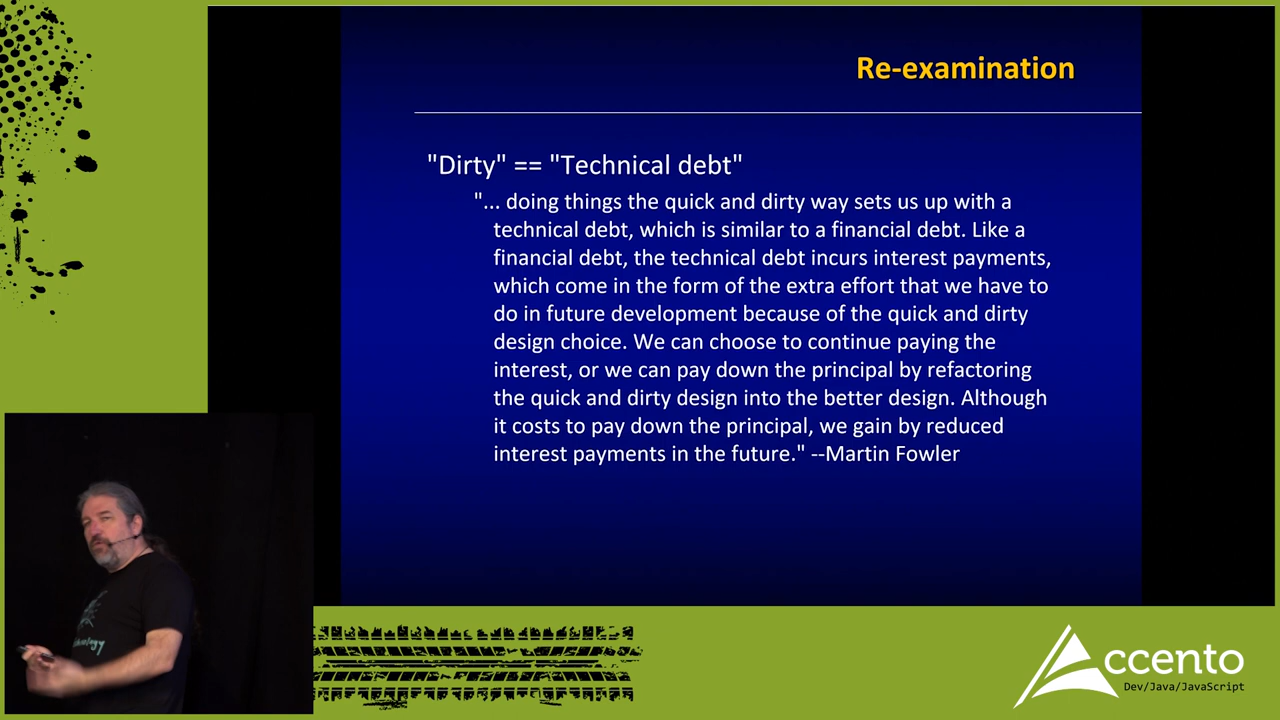 Re-examination
"Dirty" == "Technical debt"
"... doing things the quick and dirty way sets us up with a
technical debt, which is similar to a financial debt. Like a
financial debt, the technical debt incurs interest payments,
which come in the form of the extra effort that we have to
do in future development because of the quick and dirty
design choice. We can choose to continue paying the
interest, or we can pay down the principal by refactoring
the quick and dirty design into the better design. Although
it costs to pay down the principal, we gain by reduced
interest payments in the future." --Martin Fowler
Accento
Dev/Java/JavaScript